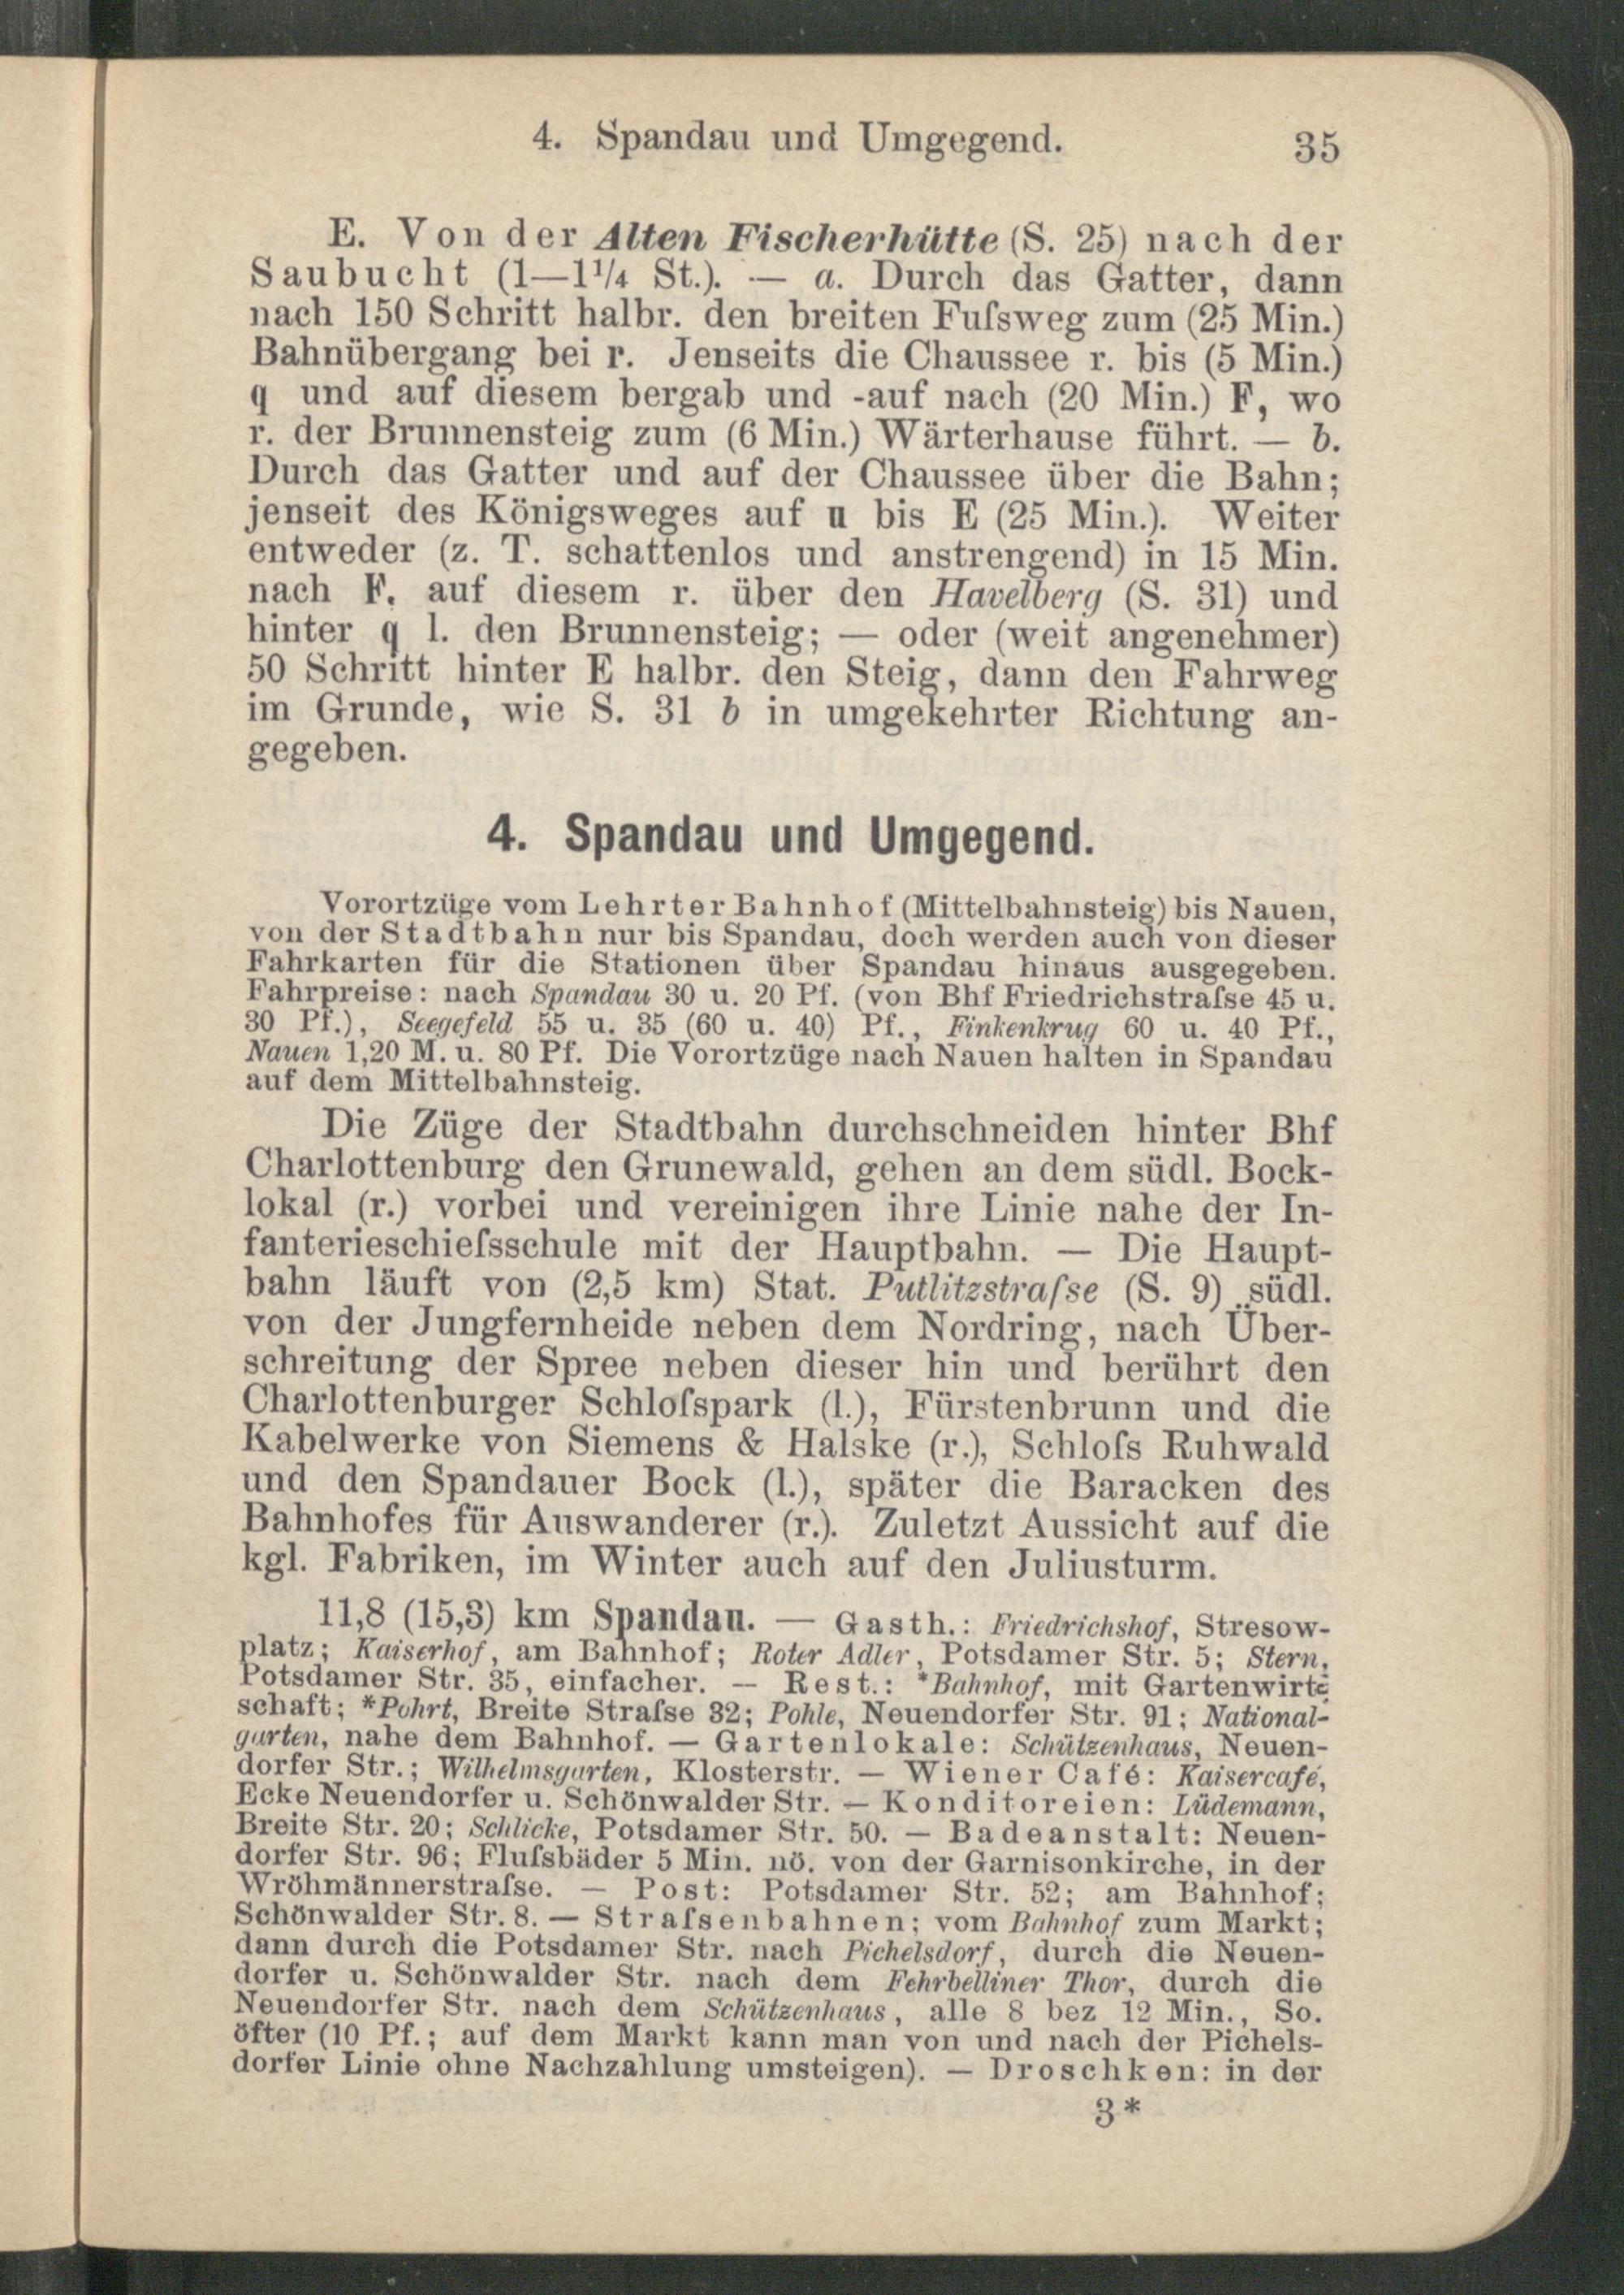 4. Spandau und Umgegend. 35
E. Von der Alten Fischerhütte (S. 25) nach der
Saubucht (1—1¼ St.). — a. Durch das Gatter, dann
nach 150 Schritt halbr. den breiten Fuſsweg zum (25 Min.)
Bahnübergang bei r. Jenseits die Chaussee r. bis (5 Min.)
q und auf diesem bergab und -auf nach (20 Min.) F, wo
r. der Brunnensteig zum (6 Min.) Wärterhause führt. — b.
Durch das Gatter und auf der Chaussee über die Bahn;
jenseit des Königsweges auf u bis E (25 Min.). Weiter
entweder (z. T. schattenlos und anstrengend) in 15 Min.
nach F, auf diesem r. über den Havelberg (S. 31) und
hinter q l. den Brunnensteig; — oder (weit angenehmer)
50 Schritt hinter E halbr. den Steig, dann den Fahrweg
im Grunde, wie S. 31 b in umgekehrter Richtung an-
gegeben.
4. Spandau und Umgegend.
Vorortzüge vom Lehrter Bahnhof (Mittelbahnsteig) bis Nauen,
von der Stadtbahn nur bis Spandau, doch werden auch von dieser
Fahrkarten für die Stationen über Spandau hinaus ausgegeben.
Fahrpreise: nach Spandau 30 u. 20 Pf. (von Bhf Friedrichstraſse 45 u.
30 Pf.), Seegefeld 55 u. 35 (60 u. 40) Pf., Finkenkrug 60 u. 40 Pf.,
Nauen 1,20 M. u. 80 Pf. Die Vorortzüge nach Nauen halten in Spandau
auf dem Mittelbahnsteig.
Die Züge der Stadtbahn durchschneiden hinter Bhf
Charlottenburg den Grunewald, gehen an dem südl. Bock-
lokal (r.) vorbei und vereinigen ihre Linie nahe der In-
fanterieschieſsschule mit der Hauptbahn. — Die Haupt-
bahn läuft von (2,5 km) Stat. Putlitzstraſse (S. 9) südl.
von der Jungfernheide neben dem Nordring, nach Über-
schreitung der Spree neben dieser hin und berührt den
Charlottenburger Schloſspark (l.), Fürstenbrunn und die
Kabelwerke von Siemens & Halske (r.), Schloſs Ruhwald
und den Spandauer Bock (l.), später die Baracken des
Bahnhofes für Auswanderer (r.). Zuletzt Aussicht auf die
kgl. Fabriken, im Winter auch auf den Juliusturm.
11,8 (15,3) km Spandau. — Gasth.: Friedrichshof, Stresow-
platz; Kaiserhof, am Bahnhof; Roter Adler, Potsdamer Str. 5; Stern,
Potsdamer Str. 35, einfacher. — Rest.: *Bahnhof, mit Gartenwirt-
schaft; *Pohrt, Breite Straſse 32; Pohle, Neuendorfer Str. 91; National-
garten, nahe dem Bahnhof. — Gartenlokale: Schützenhaus, Neuen-
dorfer Str.; Wilhelmsgarten, Klosterstr. — Wiener Café: Kaisercafé,
Ecke Neuendorfer u. Schönwalder Str. — Konditoreien: Lüdemann,
Breite Str. 20; Schlicke, Potsdamer Str. 50. — Badeanstalt: Neuen-
dorfer Str. 96; Fluſsbäder 5 Min. nö. von der Garnisonkirche, in der
Wröhmännerstraſse. — Post: Potsdamer Str. 52; am Bahnhof;
Schönwalder Str. 8. — Straſsenbahnen: vom Bahnhof zum Markt;
dann durch die Potsdamer Str. nach Pichelsdorf, durch die Neuen-
dorfer u. Schönwalder Str. nach dem Fehrbelliner Thor, durch die
Neuendorfer Str. nach dem Schützenhaus, alle 8 bez 12 Min., So.
öfter (10 Pf.; auf dem Markt kann man von und nach der Pichels-
dorfer Linie ohne Nachzahlung umsteigen). — Droschken: in der
3*